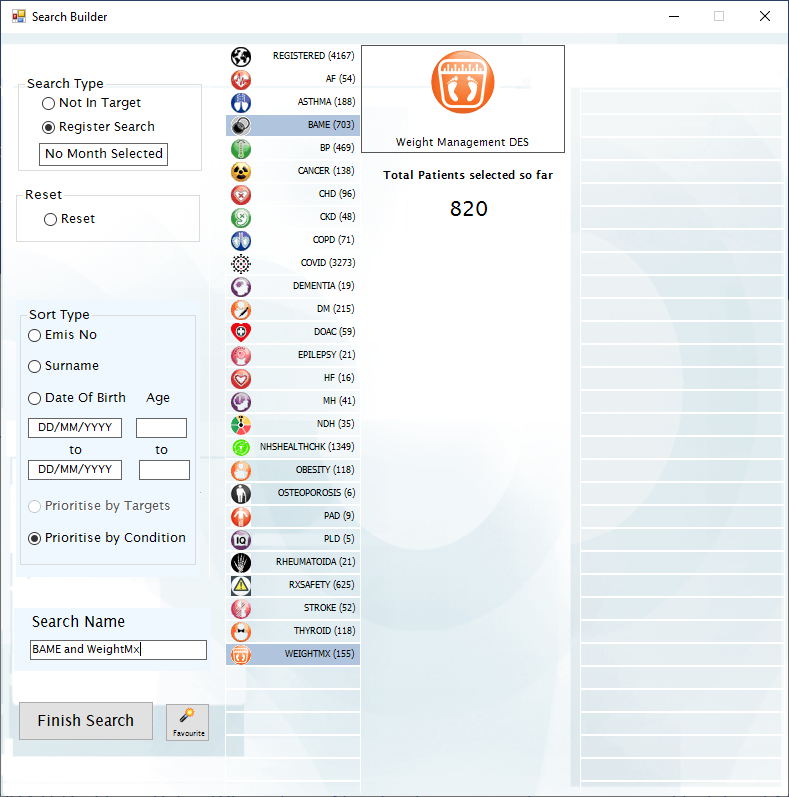 Search Builder
Search Type
Not In Target
Register Search
No Month Selected
Reset
Reset
Sort Type
Emis No
Surname
Date Of Birth Age
DD/MM/YYYY
to to
DD/MM/YYYY
Prioritise by Targets
Prioritise by Condition
Search Name
BAME and WeightMx
Finish Search
Favourite
REGISTERED (4167)
AF (54)
ASTHMA (188)
BAME (703)
BP (469)
CANCER (138)
CHD (96)
CKD (48)
COPD (71)
COVID (3273)
DEMENTIA (19)
DM (215)
DOAC (59)
EPILEPSY (21)
HF (16)
MH (41)
NDH (35)
NHSHEALTHCHK (1349)
OBESITY (118)
OSTEOPOROSIS (6)
PAD (9)
IQ PLD (5)
RHEUMATOIDA (21)
RXSAFETY (625)
STROKE (52)
THYROID (118)
WEIGHTMX (155)
Weight Management DES
Total Patients selected so far
820